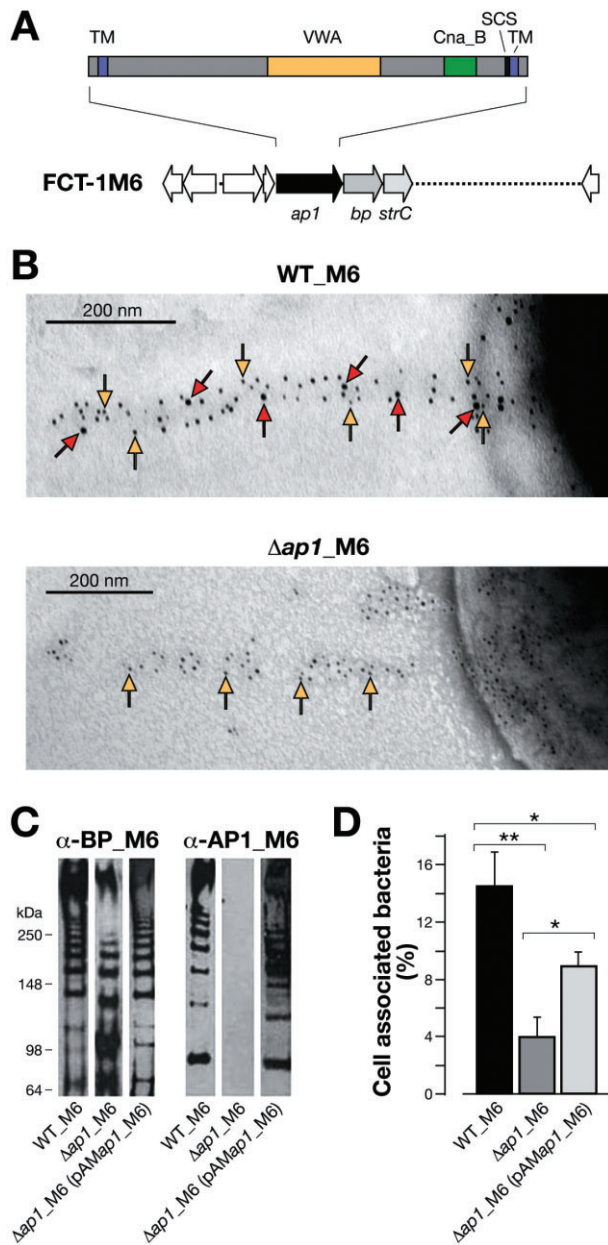 A
SCS
TM VWA Cna_B TM
FCT-1M6
ap1 bp strC
B
WT_M6
200 nm
Δap1_M6
200 nm
C
α-BP_M6 α-AP1_M6
kDa
250
148
98
64
WT_M6
Δap1_M6
Δap1_M6 (pAMap1_M6)
WT_M6
Δap1_M6
Δap1_M6 (pAMap1_M6)
D
Cell associated bacteria
(%)
*
**
*
16
12
8
4
0
WT_M6
Δap1_M6
Δap1_M6 (pAMap1_M6)